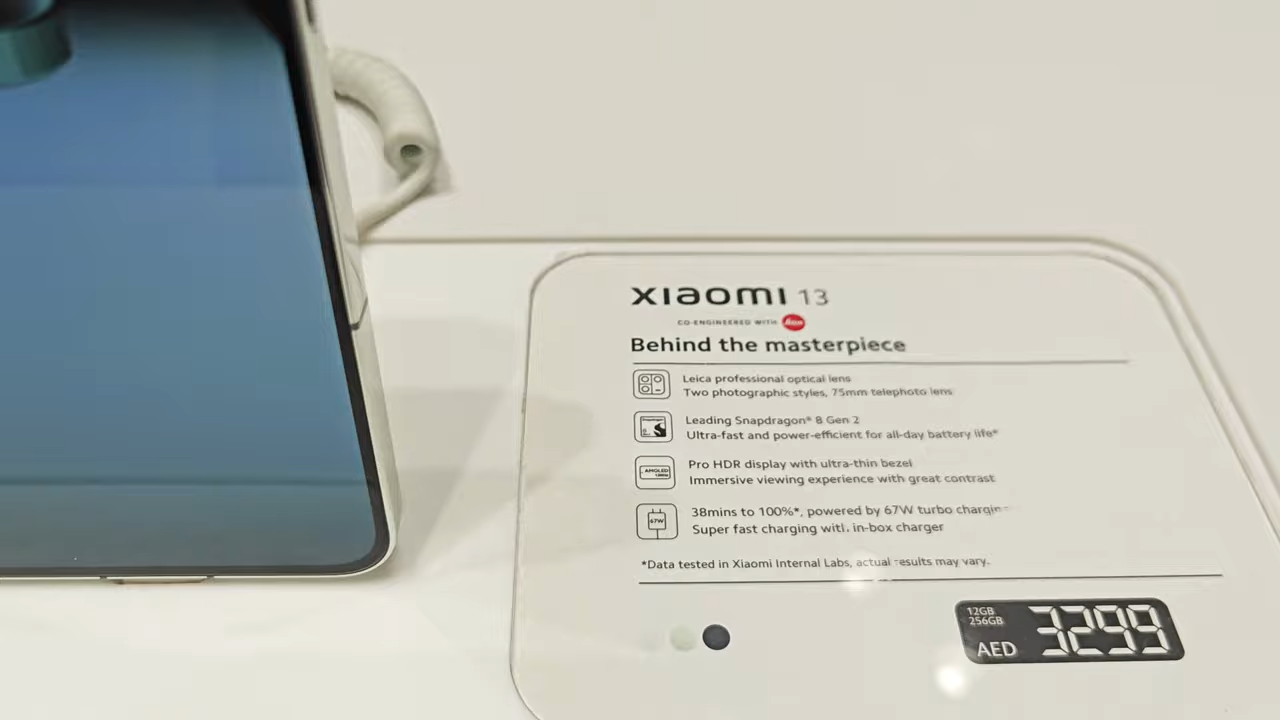 XIAOMI 13
CO-ENGINEERED WITH Leica
Behind the masterpiece
Leica professional optical lens
Two photographic styles, 75mm telephoto lens
Leading Snapdragon® 8 Gen 2
Ultra-fast and power-efficient for all-day battery life*
AMOLED
120Hz
Pro HDR display with ultra-thin bezel
Immersive viewing experience with great contrast
67W
38mins to 100%*, powered by 67W turbo charging
Super fast charging with in-box charger
*Data tested in Xiaomi Internal Labs, actual results may vary.
12GB
256GB
AED 3299